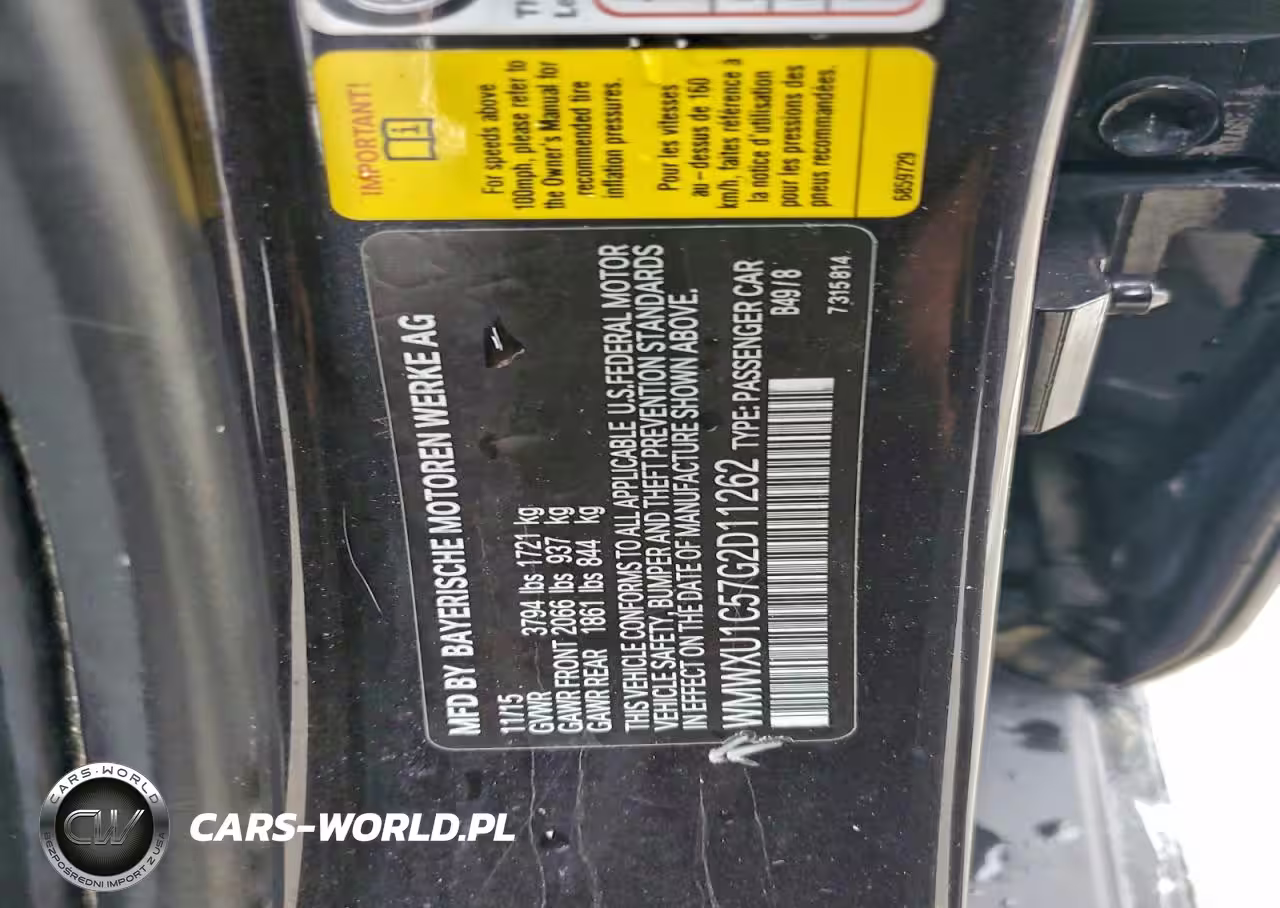 IMPORTANT!
For speeds above
100mph, please refer to
the Owner's Manual for
recommended tire
inflation pressures.
Pour les vitesses
au-dessus de 160
km/h, faites référence à
la notice d'utilisation
pour les pressions des
pneus recommandées.
6859729
MFD BY BAYERISCHE MOTOREN WERKE AG
11/15
GVWR 3794 lbs 1721 kg
GAWR FRONT 2066 lbs 937 kg
GAWR REAR 1861 lbs 844 kg
THIS VEHICLE CONFORMS TO ALL APPLICABLE U.S. FEDERAL MOTOR
VEHICLE SAFETY, BUMPER AND THEFT PREVENTION STANDARDS
IN EFFECT ON THE DATE OF MANUFACTURE SHOWN ABOVE.
WMWXU1C57G2D11262 TYPE: PASSENGER CAR
B49/8
7315814
CARS-WORLD
CW
BEZPOŚREDNI IMPORT Z USA
CARS-WORLD.PL